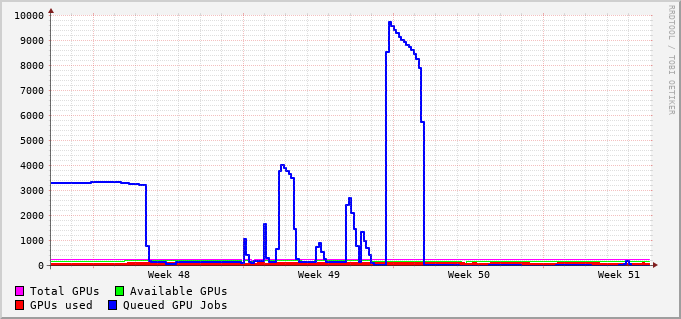 10000
9000
8000
7000
6000
5000
4000
3000
2000
1000
0
Week 48 Week 49 Week 50 Week 51
Total GPUs Available GPUs
GPUs used Queued GPU Jobs
RRDTOOL / TOBI OETIKER